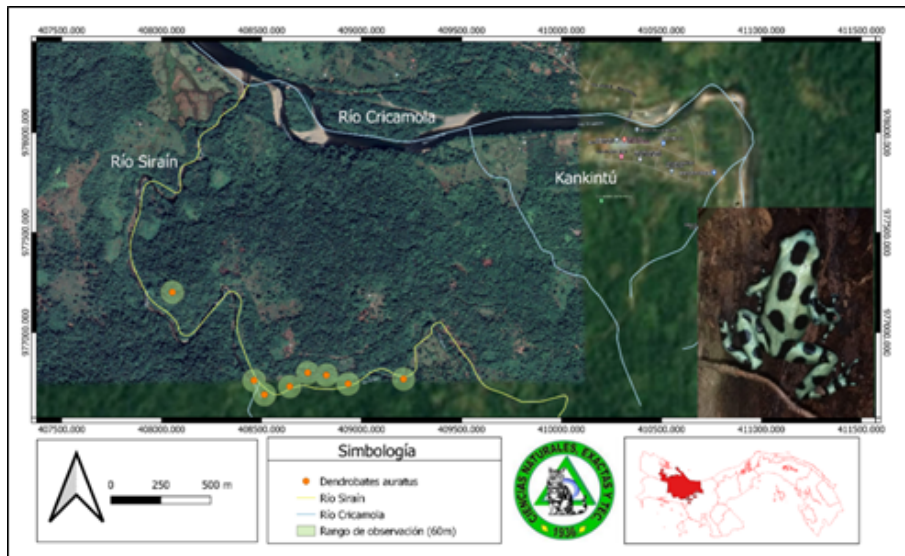 407500.000 408000.000 408500.000 409000.000 409500.000 410000.000 410500.000 411000.000 411500.000
978000.000 978000.000
977500.000 977500.000
977000.000 977000.000
Río Cricamola
Río Siraín
Kankintú
407500.000 408000.000 408500.000 409000.000 409500.000 410000.000 410500.000 411000.000 411500.000
0 250 500 m
Simbología
Dendrobates auratus
Río Siraín
Río Cricamola
Rango de observación (60m)
CIENCIAS NATURALES, EXACTAS Y TEC
1936